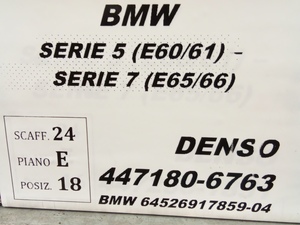 BMW
SERIE 5 (E60/61) -
SERIE 7 (E65/66)
SCAFF. 24
PIANO E
POSIZ. 18
DENSO
447180-6763
BMW 64526917859-04